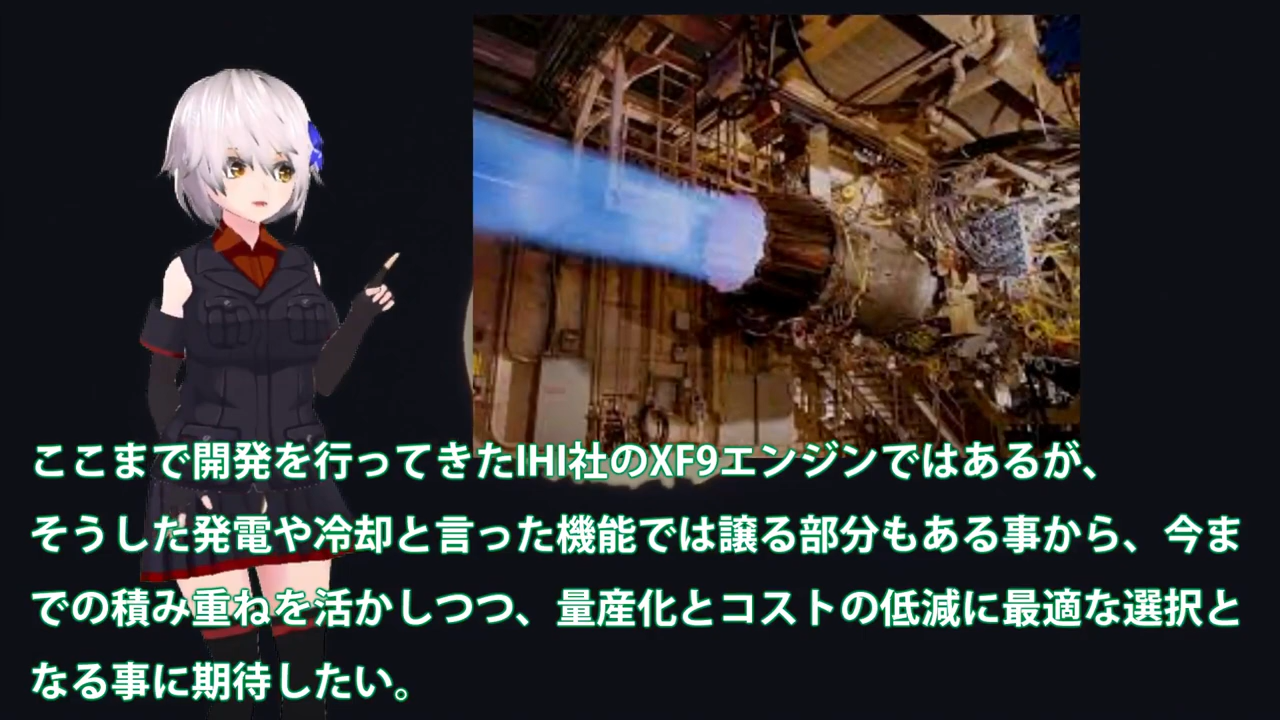 ここまで開発を行ってきたIHI社のXF9エンジンではあるが、
そうした発電や冷却と言った機能では譲る部分もある事から、今ま
での積み重ねを活かしつつ、量産化とコストの低減に最適な選択と
なる事に期待したい。